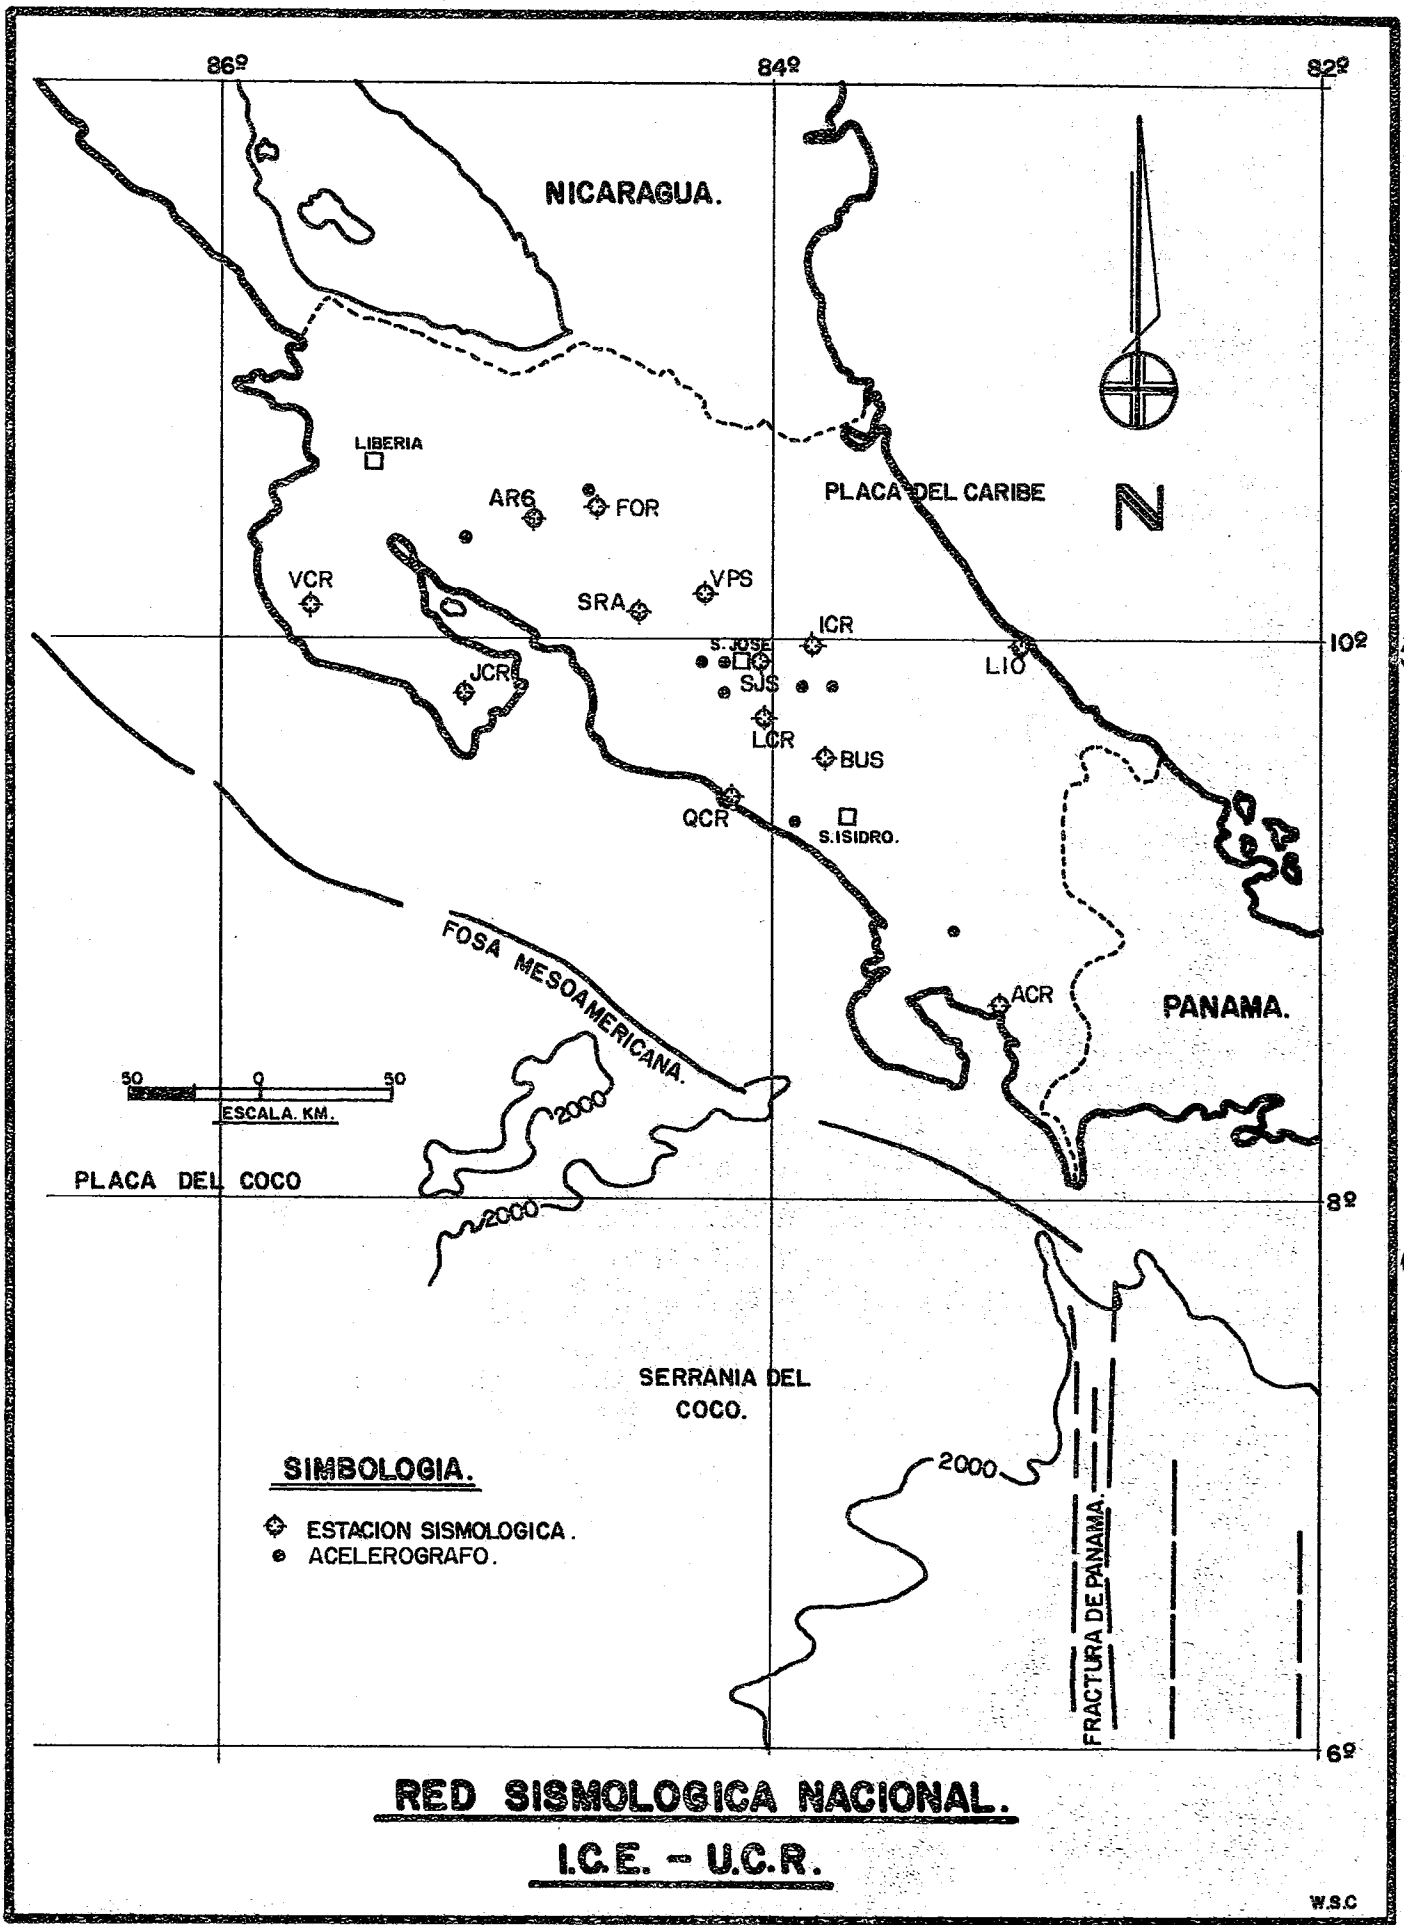 86º 84º 82º
NICARAGUA.
LIBERIA
PLACA DEL CARIBE
AR6
FOR
N
VCR
VPS
SRA
ICR
10º
S. JOSE
LIO
JCR
SJS
LCR
BUS
QCR
S. ISIDRO.
FOSA MESOAMERICANA.
ACR
PANAMA.
50 0 50
ESCALA. KM.
2000
PLACA DEL COCO
8º
2000
SERRANIA DEL
COCO.
2000
SIMBOLOGIA.
ESTACION SISMOLOGICA.
ACELEROGRAFO.
FRACTURA DE PANAMA.
6º
RED SISMOLOGICA NACIONAL.
I.C.E. - U.C.R.
W.S.C